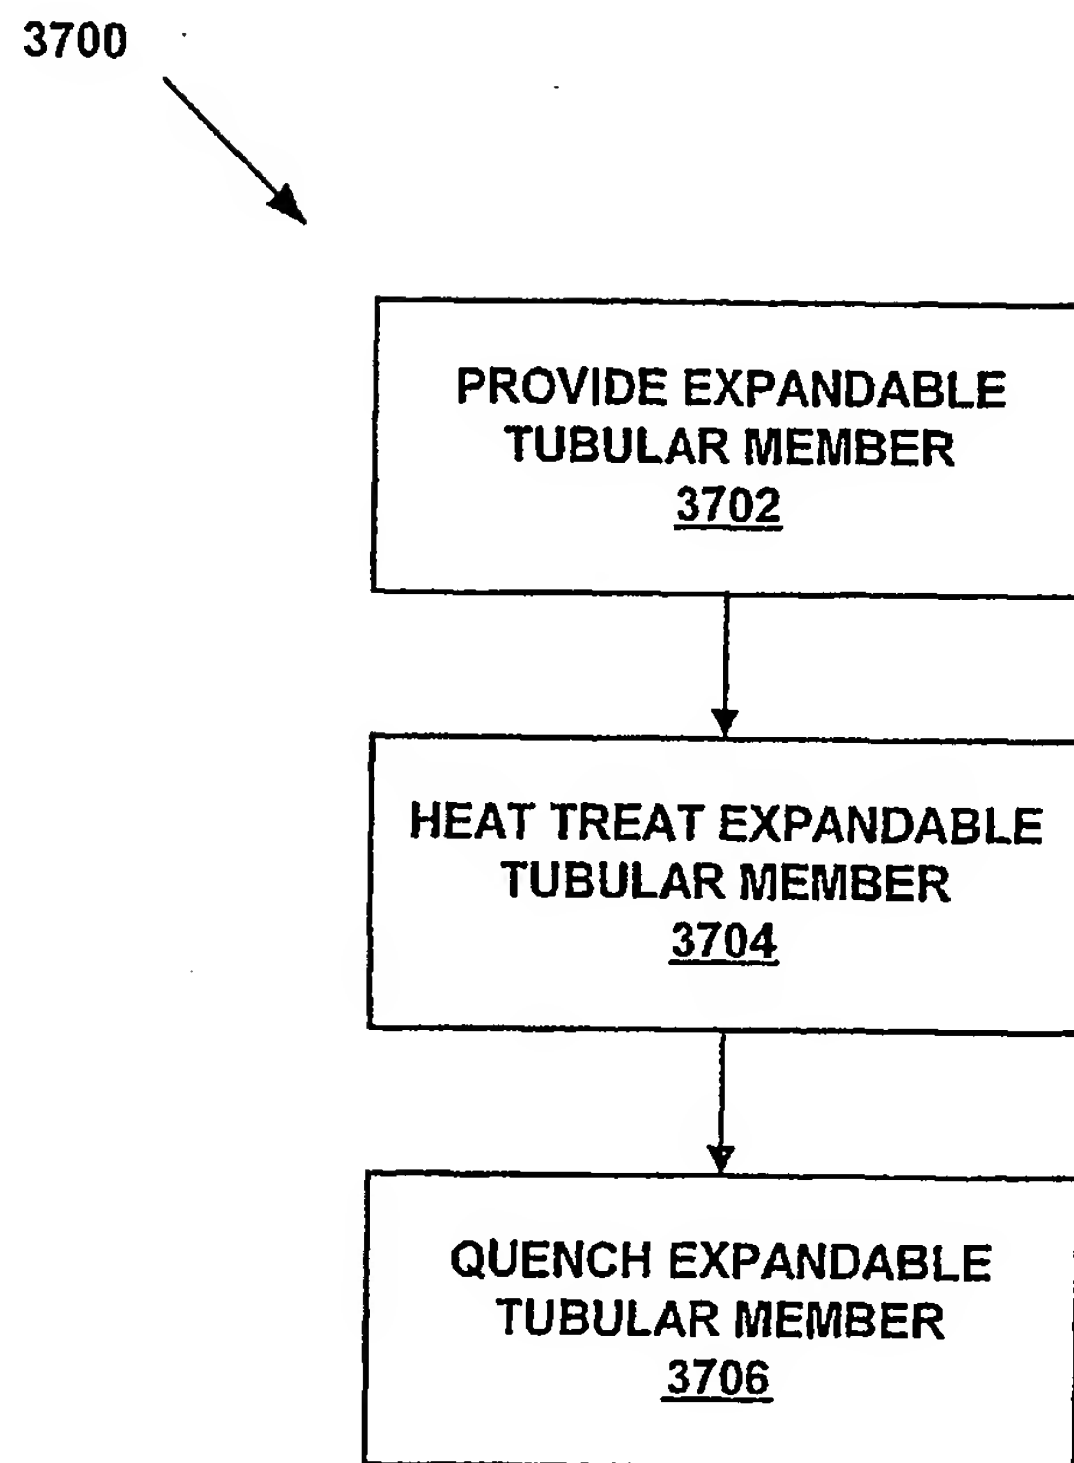 3700
PROVIDE EXPANDABLE
TUBULAR MEMBER
3702
HEAT TREAT EXPANDABLE
TUBULAR MEMBER
3704
QUENCH EXPANDABLE
TUBULAR MEMBER
3706